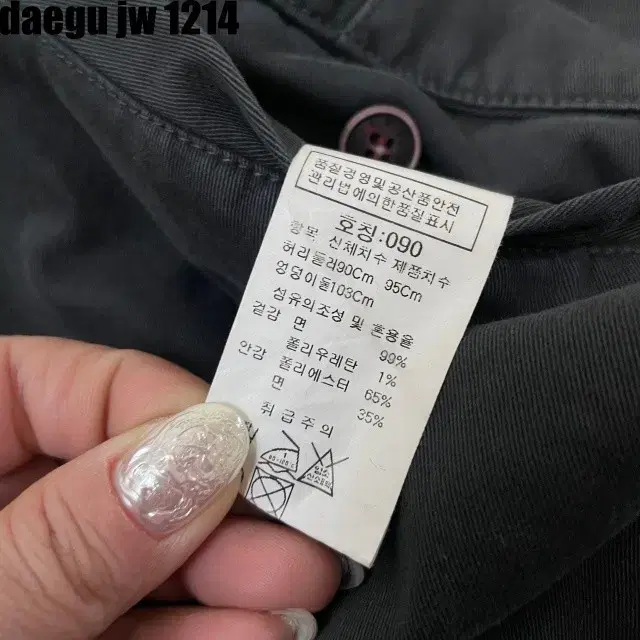 daegu jw 1214
품질경영및 공산품안전
관리법에의한품질표시
호칭:090
항목 신체치수 제품치수
허리둘레90Cm 95Cm
엉덩이둘103Cm
섬유의조성 및 혼용율
겉감 면 90%
폴리우레탄 1%
안감 폴리에스터 65%
면 35%
취급주의